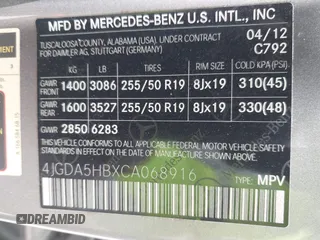 MFD BY MERCEDES-BENZ U.S. INTL., INC
TUSCALOOSA COUNTY, ALABAMA, USA, UNDER CONTRACT
FOR DAIMLER AG, STUTTGART (GERMANY)
04/12
C792
TIRE SIZE RIM SIZE COLD KPA(PSI)
GAWR FRONT 1400 3086 255/50 R19 8Jx19 310(45)
GAWR REAR 1600 3527 255/50 R19 8Jx19 330(48)
GVWR 2850 6283
THIS VEHICLE CONFORMS TO ALL APPLICABLE U.S.
FEDERAL MOTOR VEHICLE SAFETY STANDARDS IN
EFFECT ON THE DATE OF MANUFACTURE SHOWN ABOVE.
4JGDA5HBXCA068916
TYPE: MPV
DREAMBID